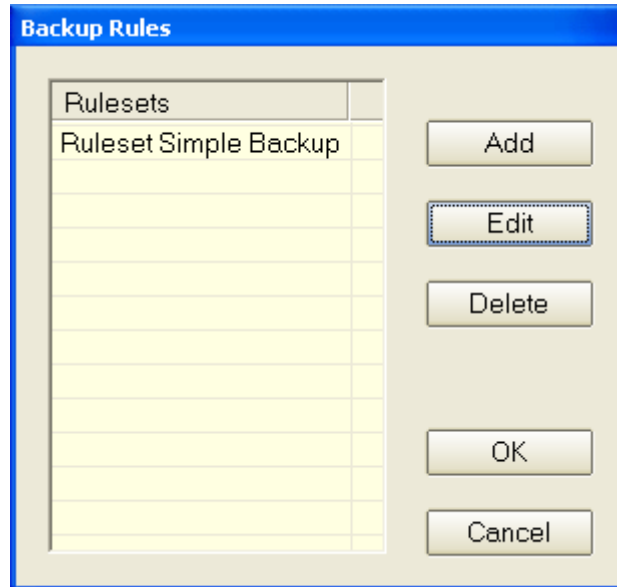 Backup Rules
Rulesets
Ruleset Simple Backup
Add
Edit
Delete
OK
Cancel